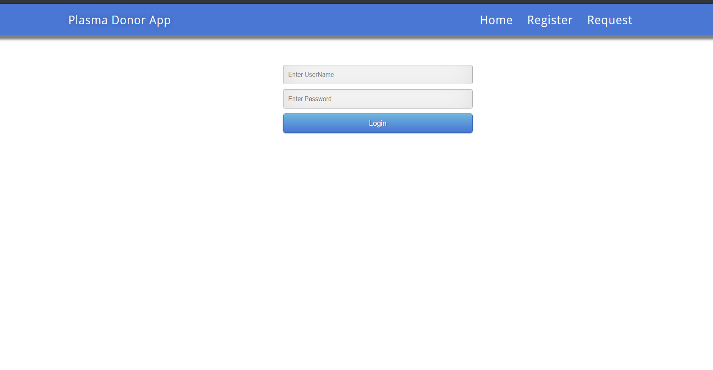 Plasma Donor App Home Register Request
Enter UserName
Enter Password
Login